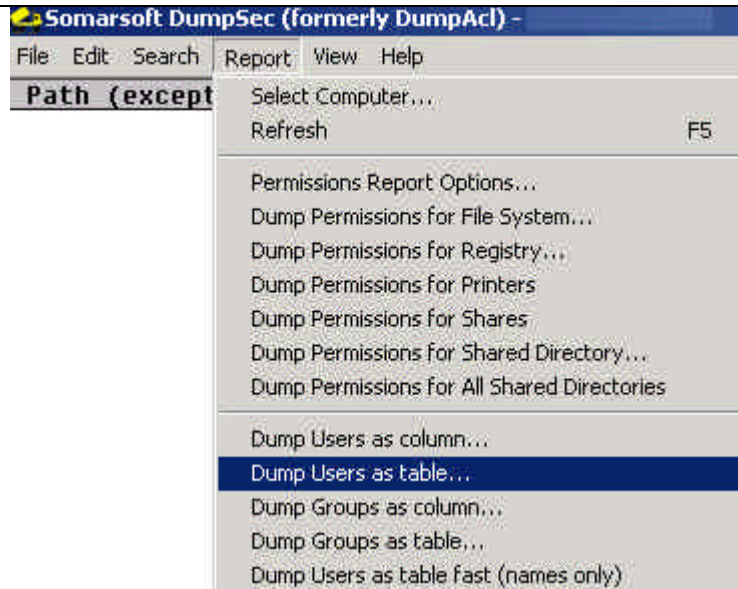 Somarsoft DumpSec (formerly DumpAcl) -
File Edit Search Report View Help
Path (except
Select Computer...
Refresh F5
Permissions Report Options...
Dump Permissions for File System...
Dump Permissions for Registry...
Dump Permissions for Printers
Dump Permissions for Shares
Dump Permissions for Shared Directory...
Dump Permissions for All Shared Directories
Dump Users as column...
Dump Users as table...
Dump Groups as column...
Dump Groups as table...
Dump Users as table fast (names only)